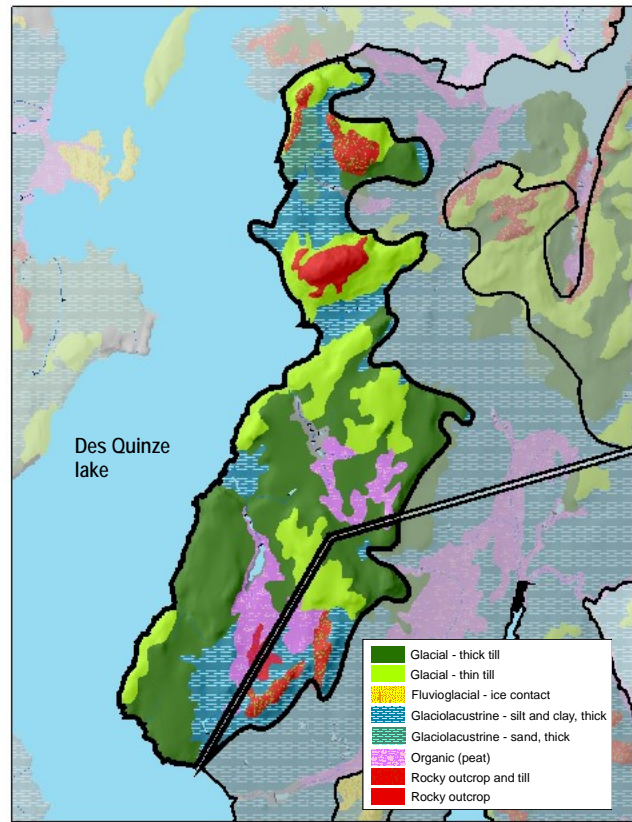 Des Quinze
lake
Glacial - thick till
Glacial - thin till
Fluvioglacial - ice contact
Glaciolacustrine - silt and clay, thick
Glaciolacustrine - sand, thick
Organic (peat)
Rocky outcrop and till
Rocky outcrop